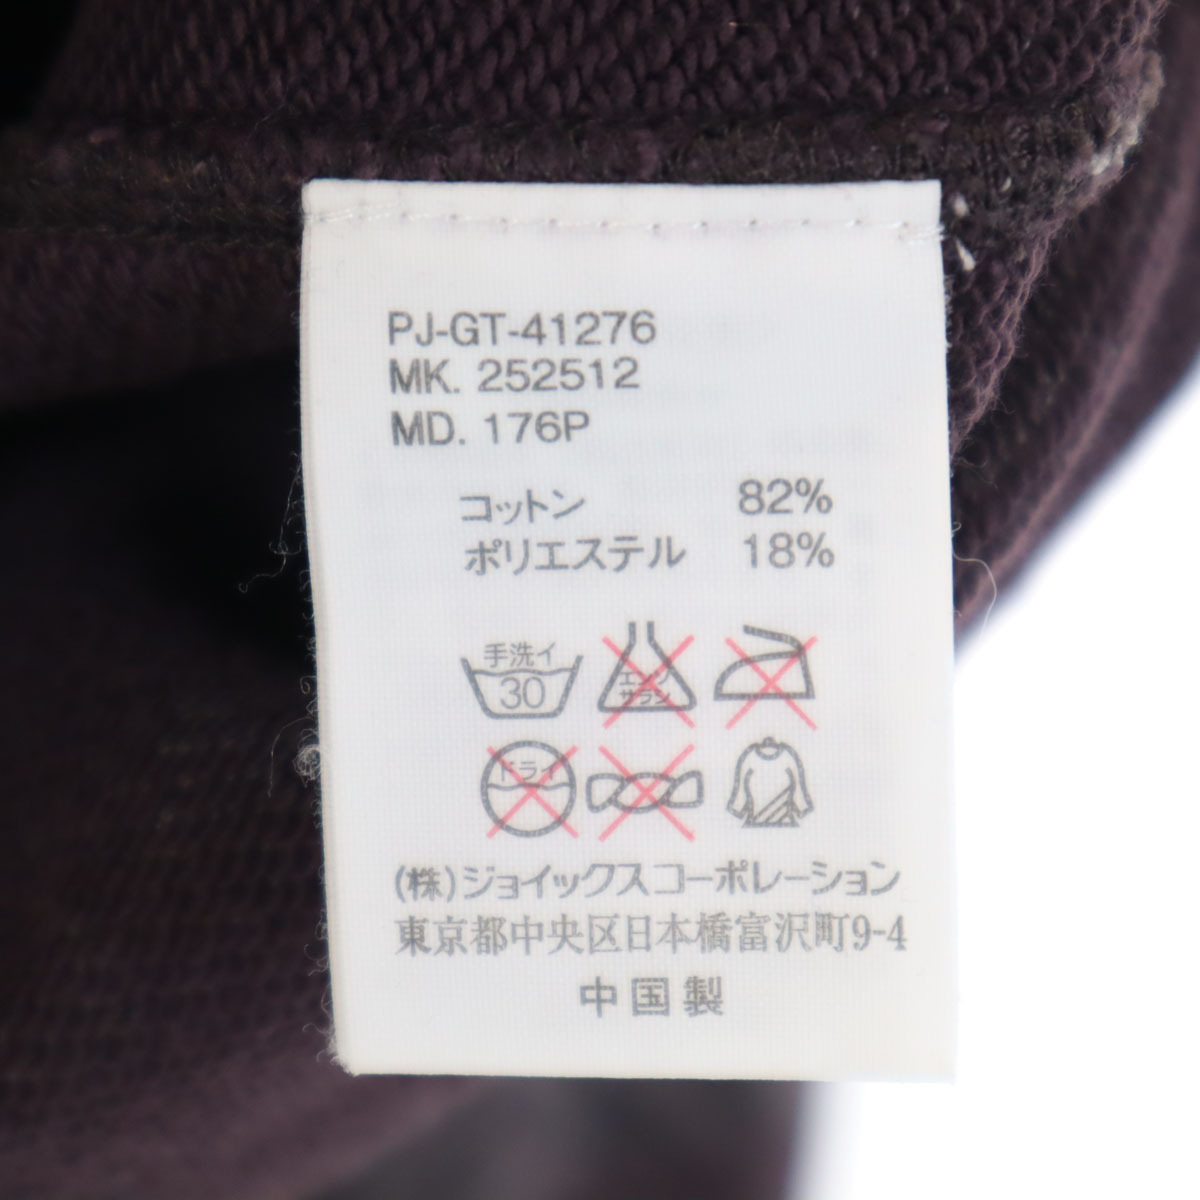 PJ-GT-41276
MK. 252512
MD. 176P
コットン 82%
ポリエステル 18%
手洗イ
30
エンソ
サラシ
ドライ
(株)ジョイックスコーポレーション
東京都中央区日本橋富沢町9-4
中国製